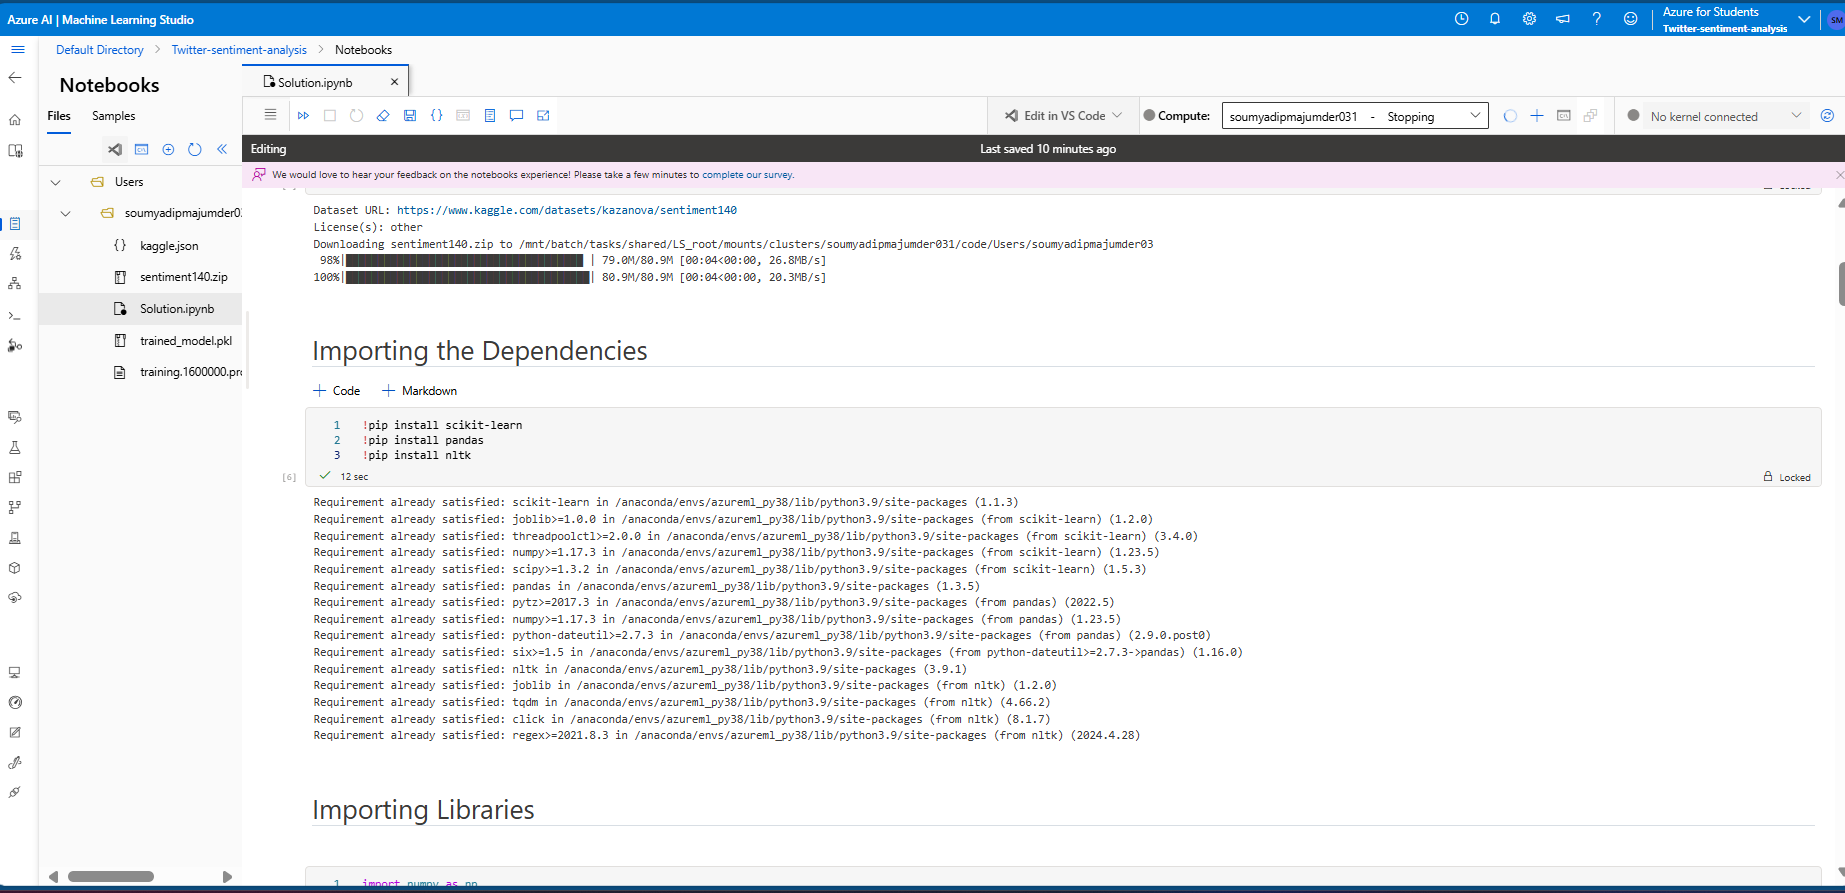 Azure AI | Machine Learning Studio
Azure for Students
Twitter-sentiment-analysis
SM
Default Directory > Twitter-sentiment-analysis > Notebooks
Notebooks
Files Samples
Users
soumyadipmajumder0
kaggle.json
sentiment140.zip
Solution.ipynb
trained_model.pkl
training.1600000.pro
Solution.ipynb
Edit in VS Code
Compute:
soumyadipmajumder031 - Stopping
No kernel connected
Editing
Last saved 10 minutes ago
We would love to hear your feedback on the notebooks experience! Please take a few minutes to complete our survey.
Dataset URL: https://www.kaggle.com/datasets/kazanova/sentiment140
License(s): other
Downloading sentiment140.zip to /mnt/batch/tasks/shared/LS_root/mounts/clusters/soumyadipmajumder031/code/Users/soumyadipmajumder03
98%| | 79.0M/80.9M [00:04<00:00, 26.8MB/s]
100%| | 80.9M/80.9M [00:04<00:00, 20.3MB/s]
Importing the Dependencies
+ Code + Markdown
1 !pip install scikit-learn
2 !pip install pandas
3 !pip install nltk
[6] 12 sec
Locked
Requirement already satisfied: scikit-learn in /anaconda/envs/azureml_py38/lib/python3.9/site-packages (1.1.3)
Requirement already satisfied: joblib>=1.0.0 in /anaconda/envs/azureml_py38/lib/python3.9/site-packages (from scikit-learn) (1.2.0)
Requirement already satisfied: threadpoolctl>=2.0.0 in /anaconda/envs/azureml_py38/lib/python3.9/site-packages (from scikit-learn) (3.4.0)
Requirement already satisfied: numpy>=1.17.3 in /anaconda/envs/azureml_py38/lib/python3.9/site-packages (from scikit-learn) (1.23.5)
Requirement already satisfied: scipy>=1.3.2 in /anaconda/envs/azureml_py38/lib/python3.9/site-packages (from scikit-learn) (1.5.3)
Requirement already satisfied: pandas in /anaconda/envs/azureml_py38/lib/python3.9/site-packages (1.3.5)
Requirement already satisfied: pytz>=2017.3 in /anaconda/envs/azureml_py38/lib/python3.9/site-packages (from pandas) (2022.5)
Requirement already satisfied: numpy>=1.17.3 in /anaconda/envs/azureml_py38/lib/python3.9/site-packages (from pandas) (1.23.5)
Requirement already satisfied: python-dateutil>=2.7.3 in /anaconda/envs/azureml_py38/lib/python3.9/site-packages (from pandas) (2.9.0.post0)
Requirement already satisfied: six>=1.5 in /anaconda/envs/azureml_py38/lib/python3.9/site-packages (from python-dateutil>=2.7.3->pandas) (1.16.0)
Requirement already satisfied: nltk in /anaconda/envs/azureml_py38/lib/python3.9/site-packages (3.9.1)
Requirement already satisfied: joblib in /anaconda/envs/azureml_py38/lib/python3.9/site-packages (from nltk) (1.2.0)
Requirement already satisfied: tqdm in /anaconda/envs/azureml_py38/lib/python3.9/site-packages (from nltk) (4.66.2)
Requirement already satisfied: click in /anaconda/envs/azureml_py38/lib/python3.9/site-packages (from nltk) (8.1.7)
Requirement already satisfied: regex>=2021.8.3 in /anaconda/envs/azureml_py38/lib/python3.9/site-packages (from nltk) (2024.4.28)
Importing Libraries
1 import numpy as np